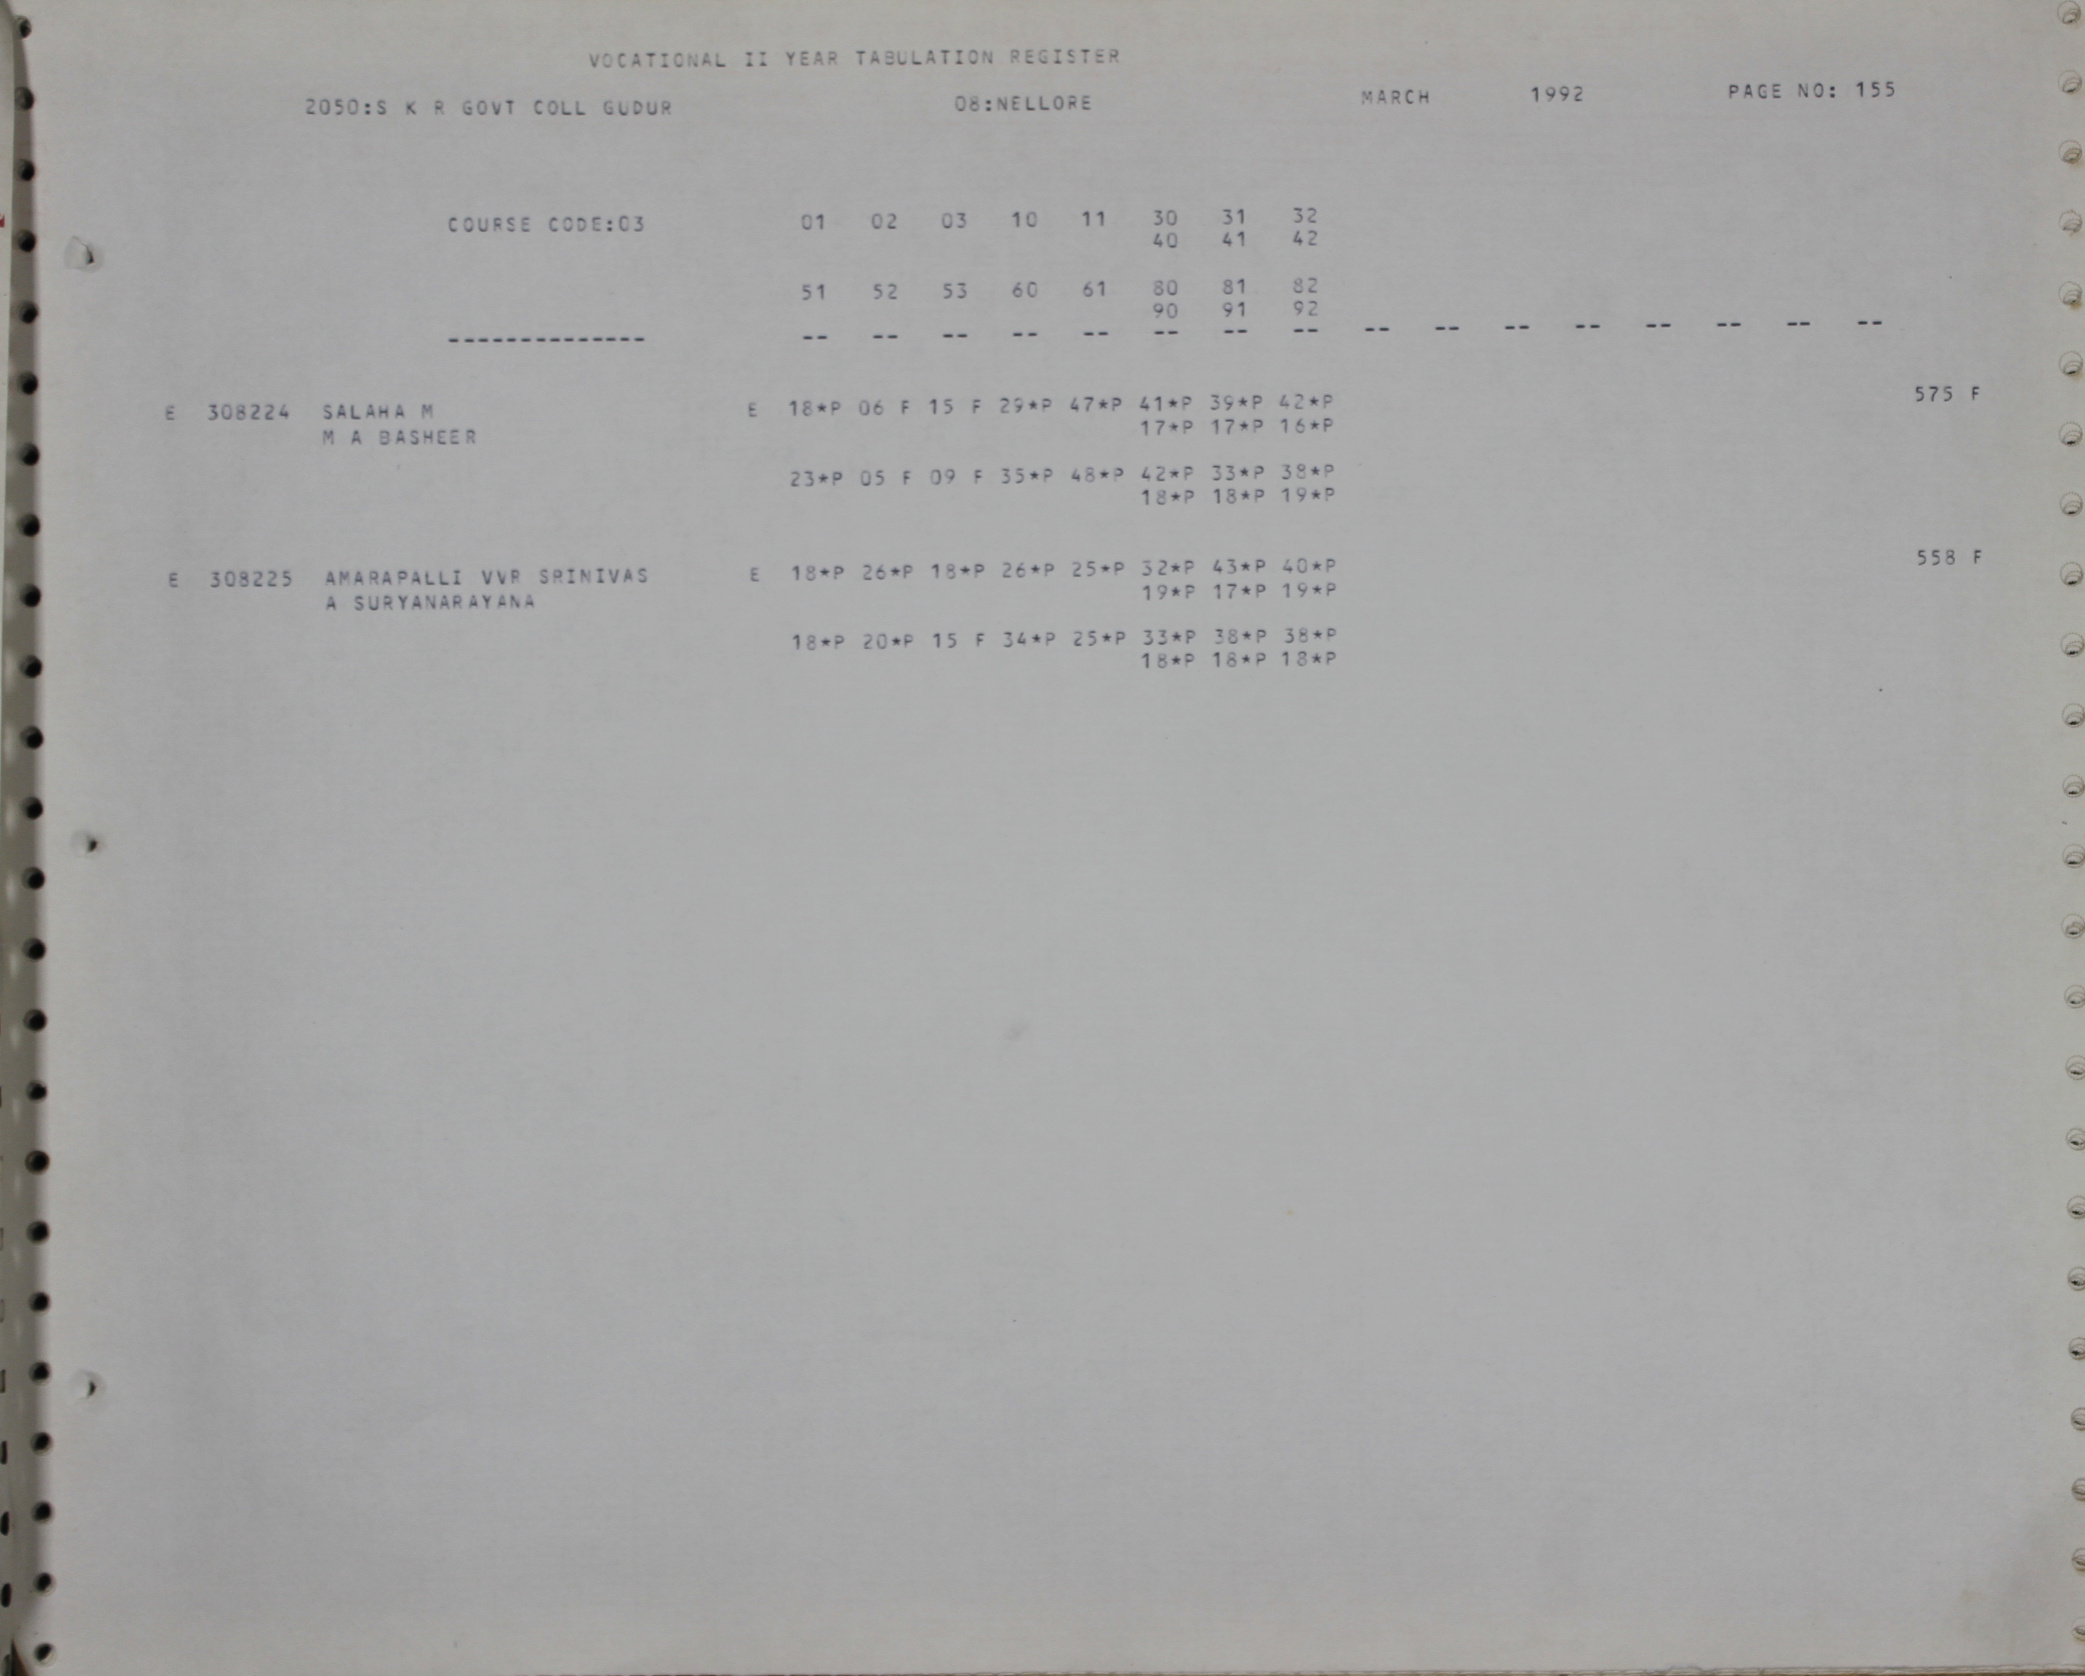 VOCATIONAL II YEAR TABULATION REGISTER
2050:S K R GOVT COLL GUDUR 08:NELLORE MARCH 1992 PAGE NO: 155
COURSE CODE:03 01 02 03 10 11 30 31 32
40 41 42
51 52 53 60 61 80 81 82
90 91 92
-------------- -- -- -- -- -- -- -- -- -- -- -- -- -- -- -- --
E 308224 SALAHA M E 18*P 06 F 15 F 29*P 47*P 41*P 39*P 42*P 575 F
M A BASHEER 17*P 17*P 16*P
23*P 05 F 09 F 35*P 48*P 42*P 33*P 38*P
18*P 18*P 19*P
E 308225 AMARAPALLI VVR SRINIVAS E 18*P 26*P 18*P 26*P 25*P 32*P 43*P 40*P 558 F
A SURYANARAYANA 19*P 17*P 19*P
18*P 20*P 15 F 34*P 25*P 33*P 38*P 38*P
18*P 18*P 18*P